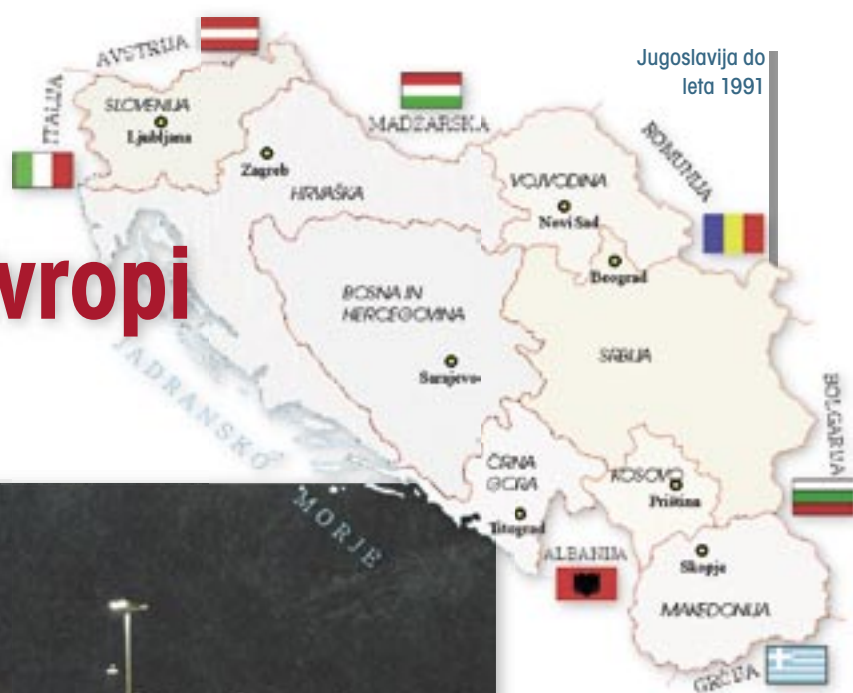 Jugoslavija do
leta 1991
AVSTRIJA
ITALIJA
SLOVENIJA
Ljubljana
MADŽARSKA
ROMUNIJA
Zagreb
HRVAŠKA
VOJVODINA
Novi Sad
Beograd
vropi
BOSNA IN
HERCEGOVINA
Sarajevo
SRBIJA
BOLGARIJA
JADRANSKO
MORJE
ČRNA
GORA
Titograd
KOSOVO
Priština
ALBANIJA
Skopje
MAKEDONIJA
GRČIJA